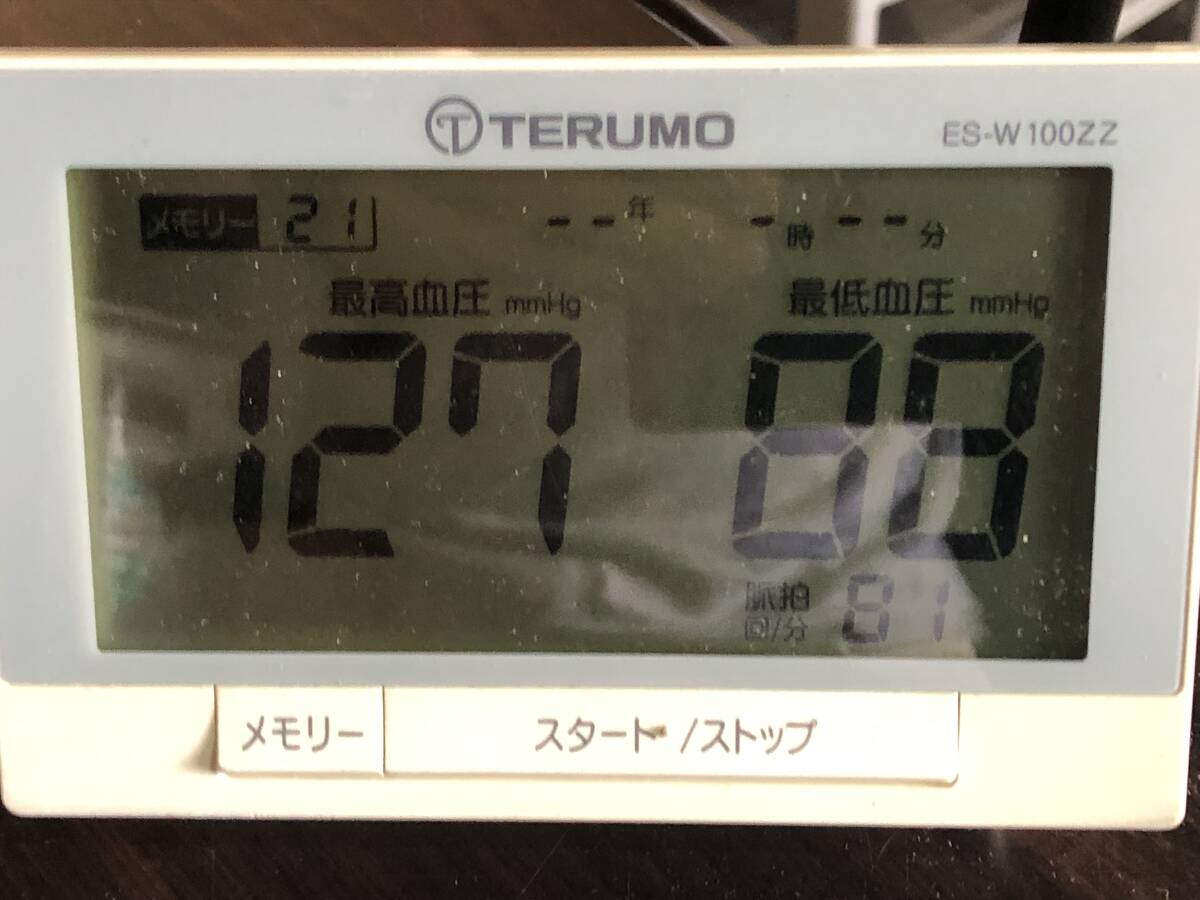 TERUMO ES-W100ZZ
メモリー 21 --年 -時--分
最高血圧 mmHg 最低血圧 mmHg
127 88
脈拍 81
回/分
メモリー スタート/ストップ